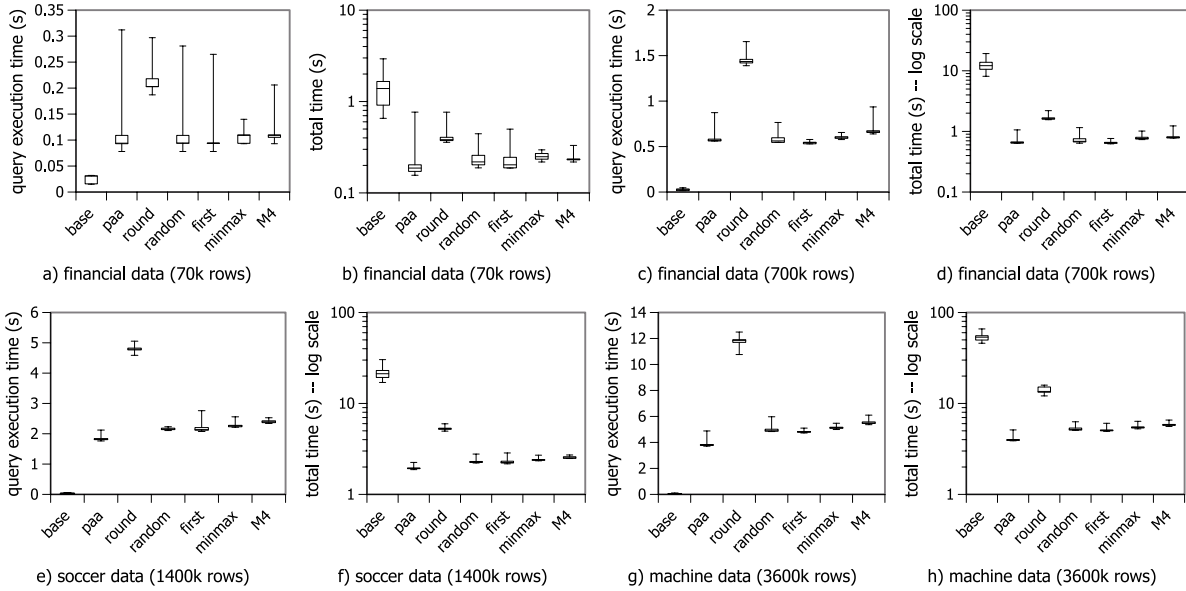 query execution time (s)
0.35
0.3
0.25
0.2
0.15
0.1
0.05
0
base
paa
round
random
first
minmax
M4
a) financial data (70k rows)
total time (s)
10
1
0.1
base
paa
round
random
first
minmax
M4
b) financial data (70k rows)
query execution time (s)
2
1.5
1
0.5
0
base
paa
round
random
first
minmax
M4
c) financial data (700k rows)
total time (s) -- log scale
100
10
1
0.1
base
paa
round
random
first
minmax
M4
d) financial data (700k rows)
query execution time (s)
6
5
4
3
2
1
0
base
paa
round
random
first
minmax
M4
e) soccer data (1400k rows)
total time (s) -- log scale
100
10
1
base
paa
round
random
first
minmax
M4
f) soccer data (1400k rows)
query execution time (s)
14
12
10
8
6
4
2
0
base
paa
round
random
first
minmax
M4
g) machine data (3600k rows)
total time (s) -- log scale
100
10
1
base
paa
round
random
first
minmax
M4
h) machine data (3600k rows)